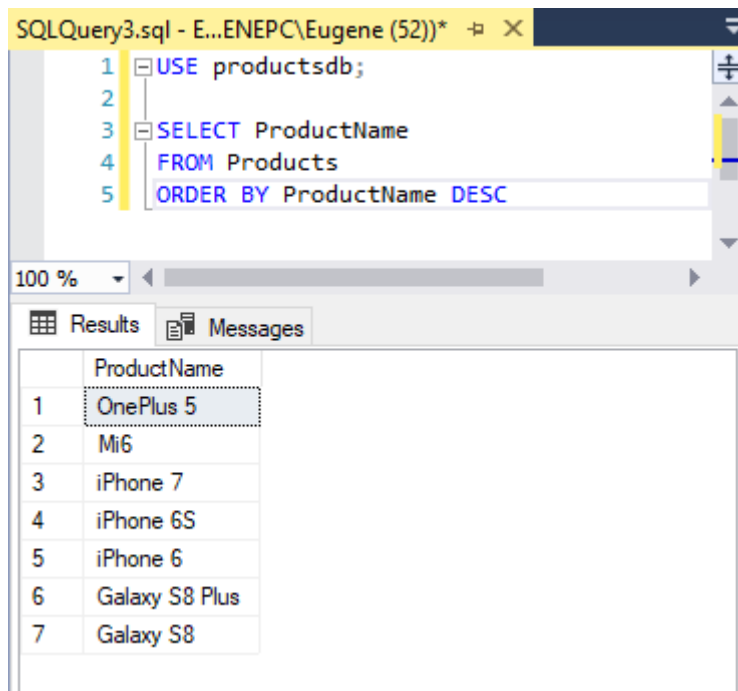 SQLQuery3.sql - E...ENEPC\Eugene (52))*
1 USE productsdb;
2
3 SELECT ProductName
4 FROM Products
5 ORDER BY ProductName DESC
100 %
Results Messages
ProductName
1 OnePlus 5
2 Mi6
3 iPhone 7
4 iPhone 6S
5 iPhone 6
6 Galaxy S8 Plus
7 Galaxy S8